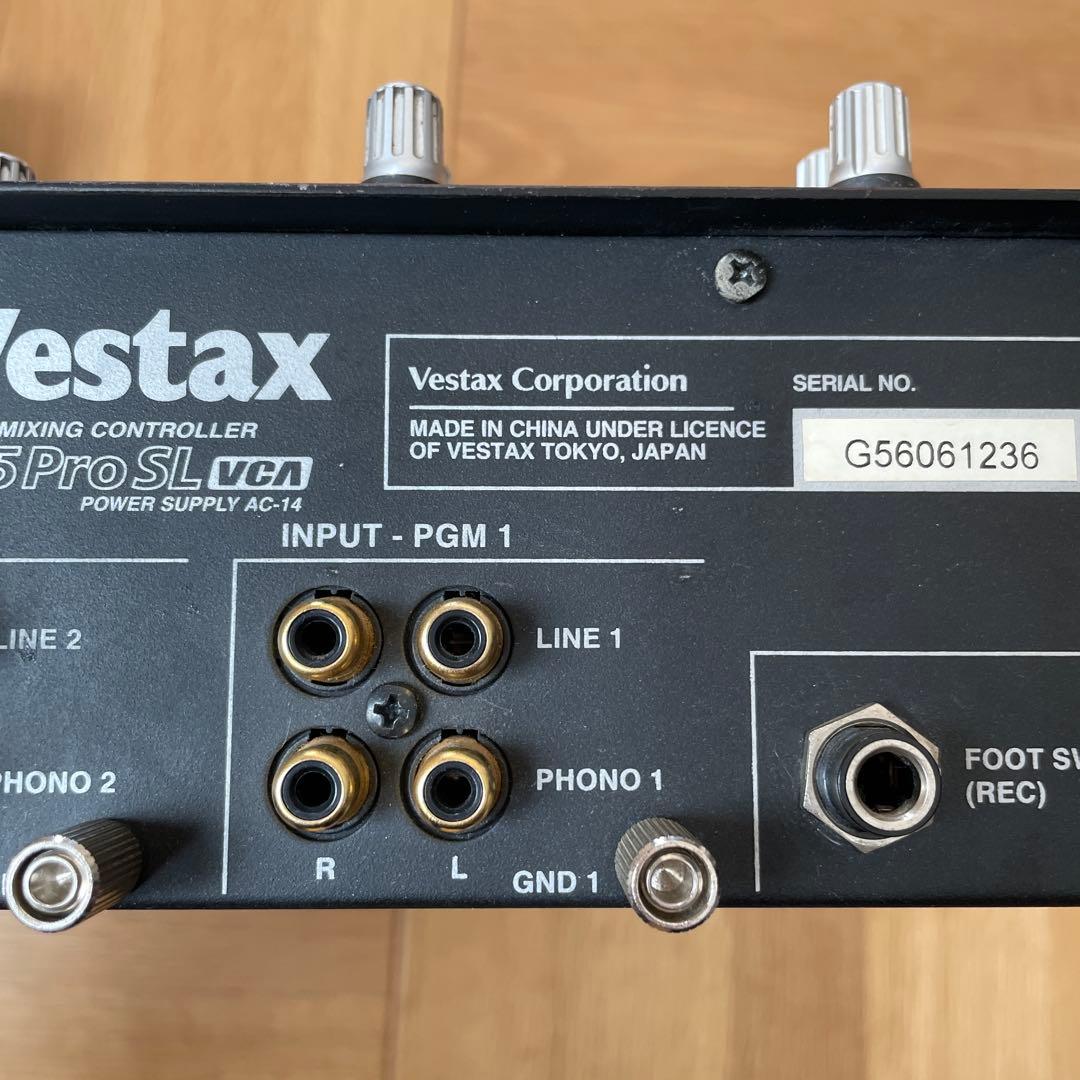 Vestax
MIXING CONTROLLER
5 Pro SL VCA
POWER SUPPLY AC-14
Vestax Corporation
MADE IN CHINA UNDER LICENCE
OF VESTAX TOKYO, JAPAN
SERIAL NO.
G56061236
INPUT - PGM 1
LINE 2
LINE 1
PHONO 2
PHONO 1
R
L
GND 1
FOOT SW
(REC)